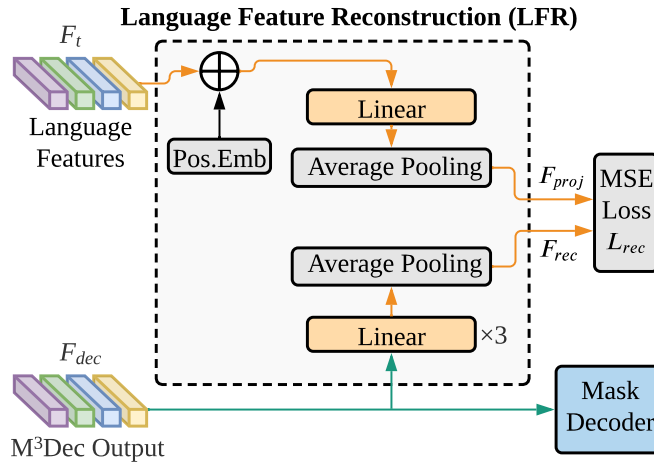 Language Feature Reconstruction (LFR)
F_t
Language
Features
Pos.Emb
Linear
Average Pooling
F_proj
MSE
Loss
L_rec
F_rec
Average Pooling
Linear
×3
F_dec
M³Dec Output
Mask
Decoder